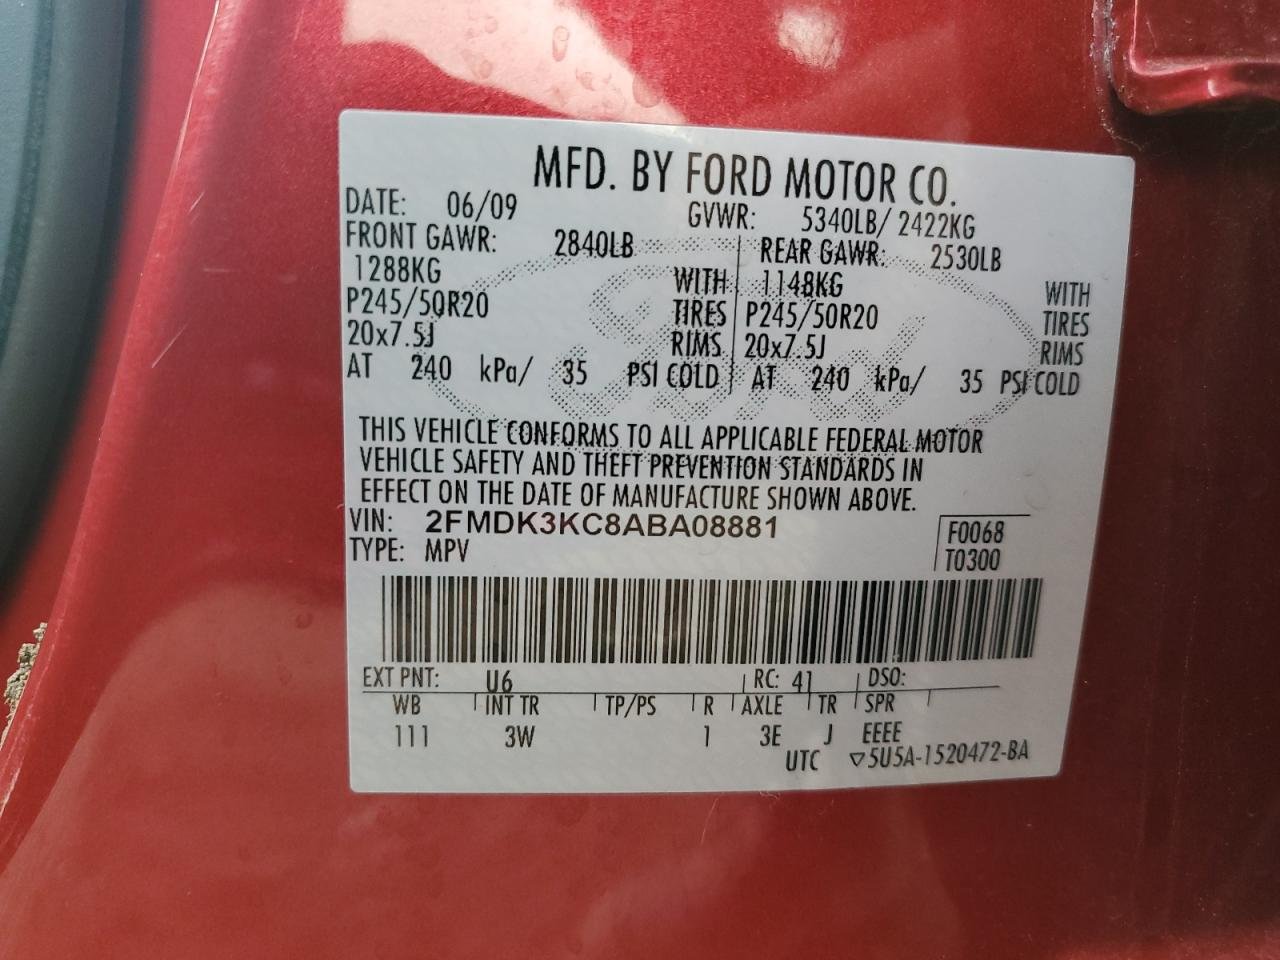 MFD. BY FORD MOTOR CO.
DATE: 06/09 GVWR: 5340LB/ 2422KG
FRONT GAWR: 2840LB REAR GAWR: 2530LB
1288KG WITH 1148KG WITH
P245/50R20 TIRES P245/50R20 TIRES
20x7.5J RIMS 20x7.5J RIMS
AT 240 kPa/ 35 PSI COLD AT 240 kPa/ 35 PSI COLD
THIS VEHICLE CONFORMS TO ALL APPLICABLE FEDERAL MOTOR
VEHICLE SAFETY AND THEFT PREVENTION STANDARDS IN
EFFECT ON THE DATE OF MANUFACTURE SHOWN ABOVE.
VIN: 2FMDK3KC8ABA08881 F0068
TYPE: MPV T0300
EXT PNT: U6 RC: 41 DSO:
WB INT TR TP/PS R AXLE TR SPR
111 3W 1 3E J EEEE
UTC ▽5U5A-1520472-BA